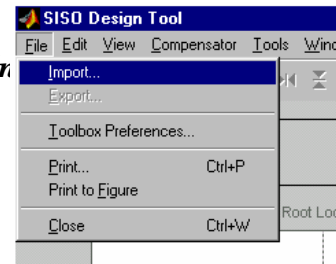 SISO Design Tool
File Edit View Compensator Tools Wind
Import...
Export...
Toolbox Preferences...
Print... Ctrl+P
Print to Figure
Root Loc
Close Ctrl+W